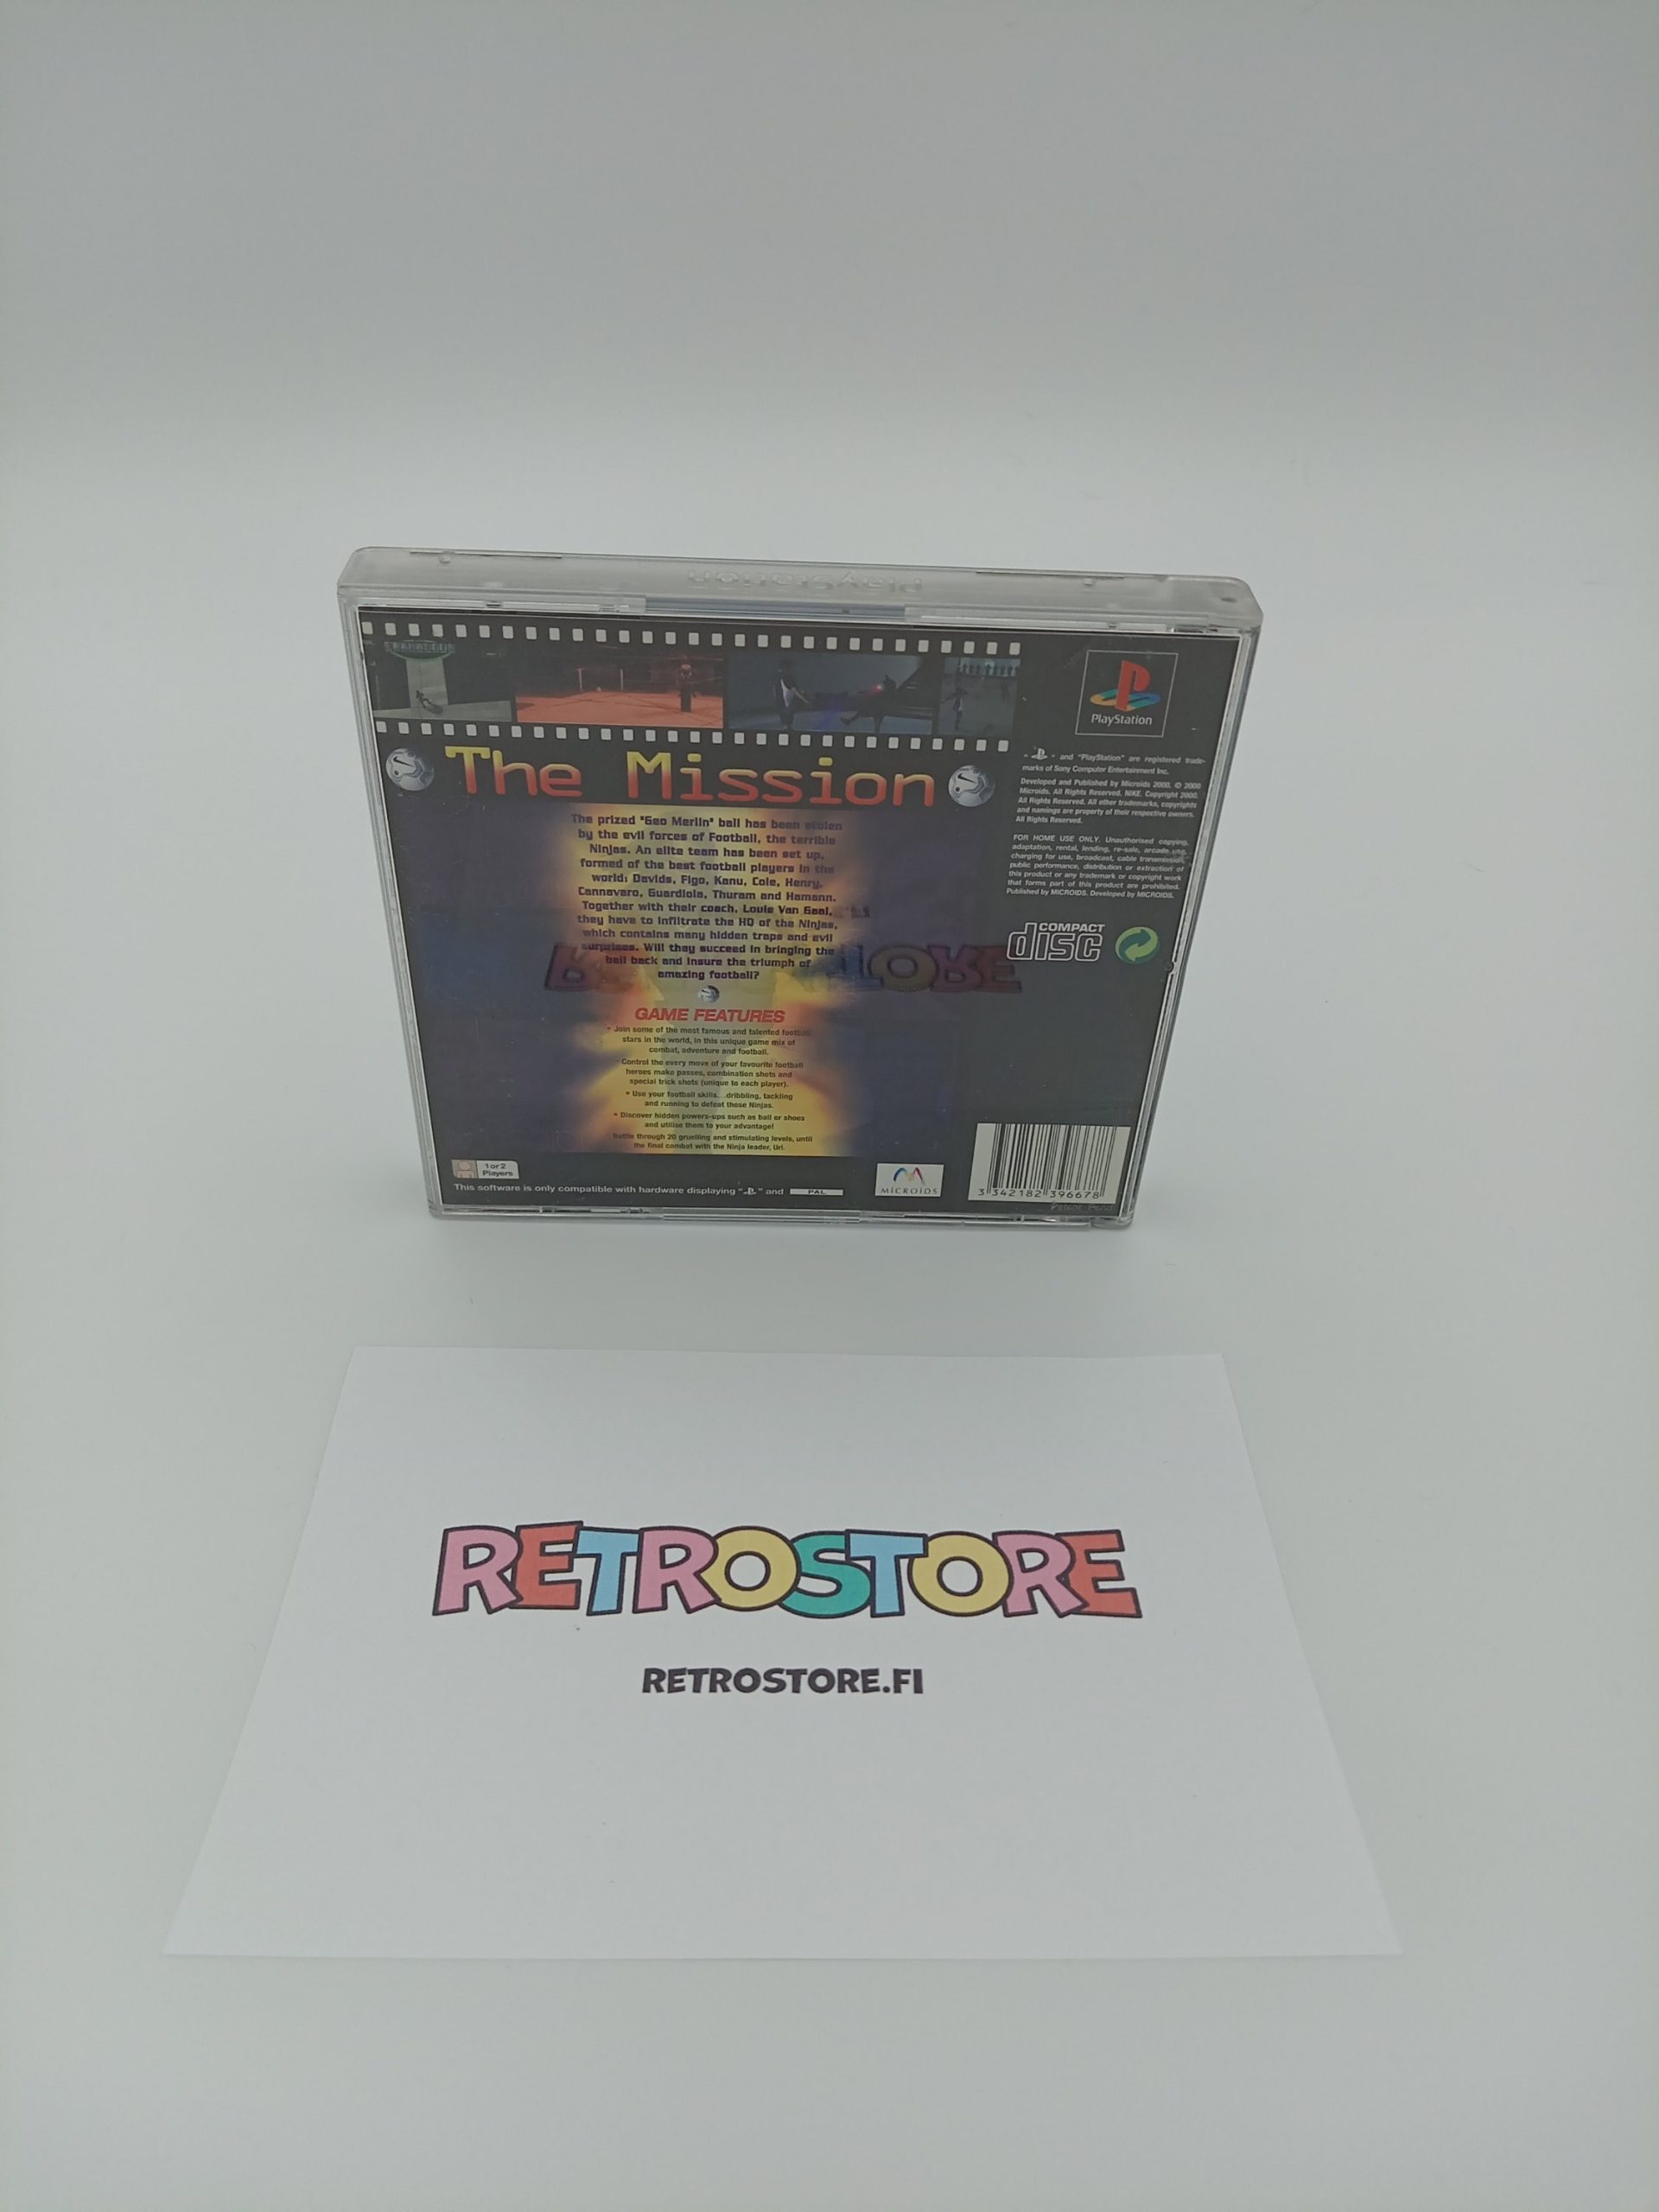 PlayStation
The Mission
The prized "Geo Merlin" ball has been stolen
by the evil forces of Football, the terrible
Ninjas. An elite team has been set up,
formed of the best football players in the
world: Davids, Figo, Kanu, Cole, Henry,
Cannavaro, Guardiola, Thuram and Hamann.
Together with their coach, Louie Van Gaal,
they have to infiltrate the HQ of the Ninjas,
which contains many hidden traps and evil
surprises. Will they succeed in bringing the
ball back and insure the triumph of
amazing football?
GAME FEATURES
• Join some of the most famous and talented football
stars in the world, in this unique game mix of
combat, adventure and football.
Control the every move of your favourite football
heroes make passes, combination shots and
special trick shots (unique to each player).
• Use your football skills...dribbling, tackling
and running to defeat these Ninjas.
• Discover hidden powers-ups such as ball or shoes
and utilise them to your advantage!
Battle through 20 gruelling and stimulating levels, until
the final combat with the Ninja leader, Uri.
1 or 2
Players
This software is only compatible with hardware displaying " " and PAL
MICROÏDS
PlayStation
" " and "PlayStation" are registered trade-
marks of Sony Computer Entertainment Inc.
Developed and Published by Microids 2000. © 2000
Microids. All Rights Reserved. NIKE. Copyright 2000.
All Rights Reserved. All other trademarks, copyrights
and namings are property of their respective owners.
All Rights Reserved.
FOR HOME USE ONLY. Unauthorised copying,
adaptation, rental, lending, re-sale, arcade use,
charging for use, broadcast, cable transmission,
public performance, distribution or extraction of
this product or any trademark or copyright work
that forms part of this product are prohibited.
Published by MICROIDS. Developed by MICROIDS.
COMPACT
disc
3 342182 396678
RETROSTORE
RETROSTORE.FI